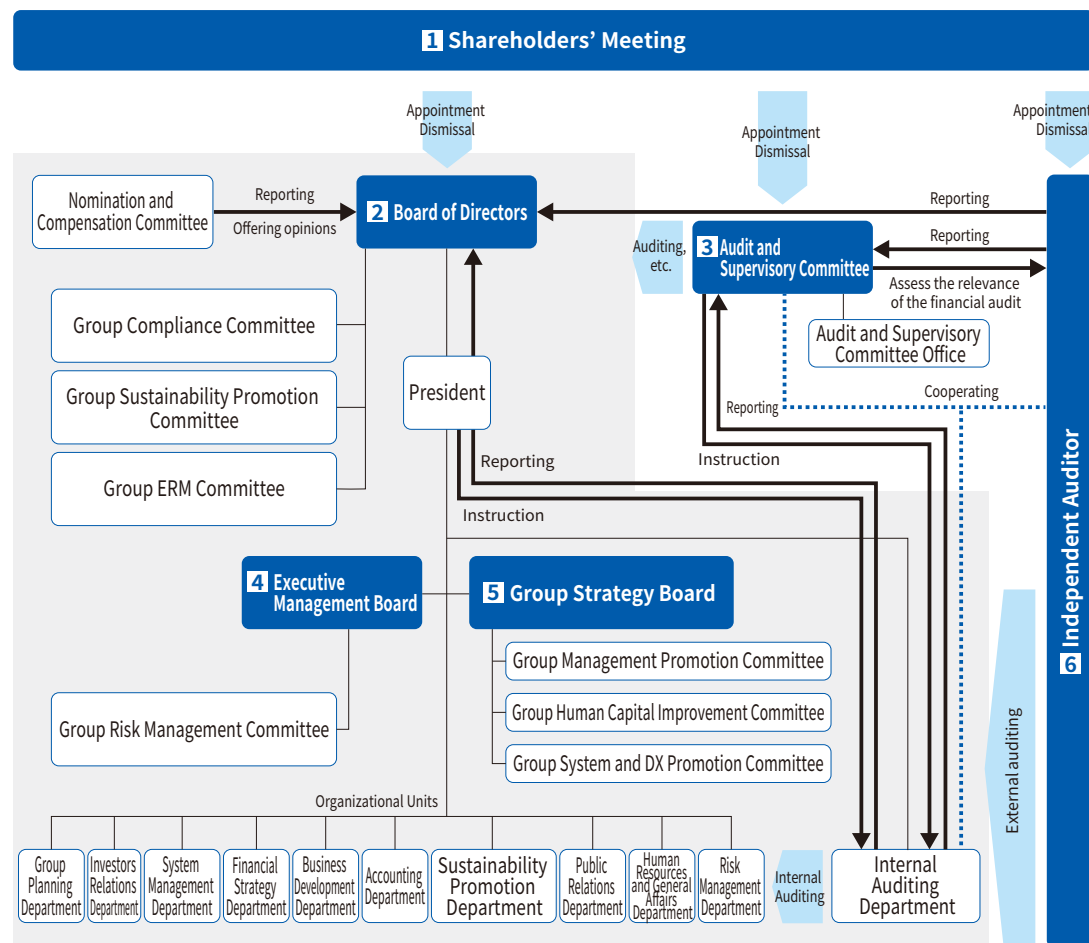 1 Shareholders’ Meeting
Appointment
Dismissal
Appointment
Dismissal
Appointment
Dismissal
Nomination and
Compensation Committee
Reporting
Offering opinions
2 Board of Directors
Reporting
Auditing,
etc.
3 Audit and
Supervisory Committee
Reporting
Assess the relevance
of the financial audit
Audit and Supervisory
Committee Office
Group Compliance Committee
Group Sustainability Promotion
Committee
Group ERM Committee
President
Cooperating
Reporting
Instruction
Reporting
Instruction
6 Independent Auditor
4 Executive
Management Board
5 Group Strategy Board
Group Management Promotion Committee
Group Human Capital Improvement Committee
Group System and DX Promotion Committee
Group Risk Management Committee
External auditing
Organizational Units
Group
Planning
Department
Investors
Relations
Department
System
Management
Department
Financial
Strategy
Department
Business
Development
Department
Accounting
Department
Sustainability
Promotion
Department
Public
Relations
Department
Human
Resources
and General
Affairs
Department
Risk
Management
Department
Internal
Auditing
Internal
Auditing
Department